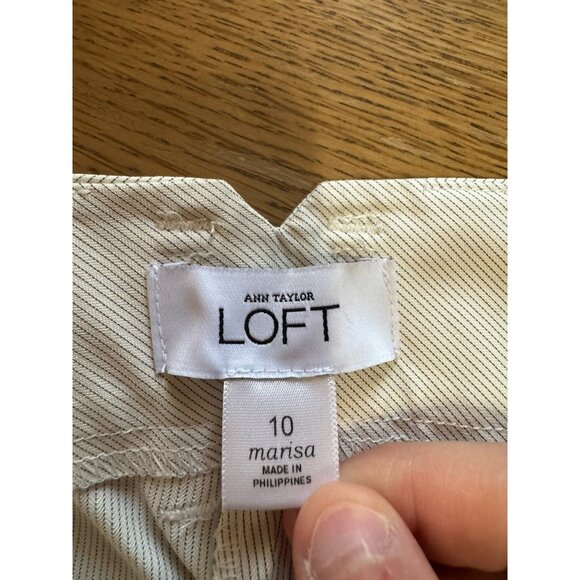 ANN TAYLOR
LOFT
10
marisa
MADE IN
PHILIPPINES